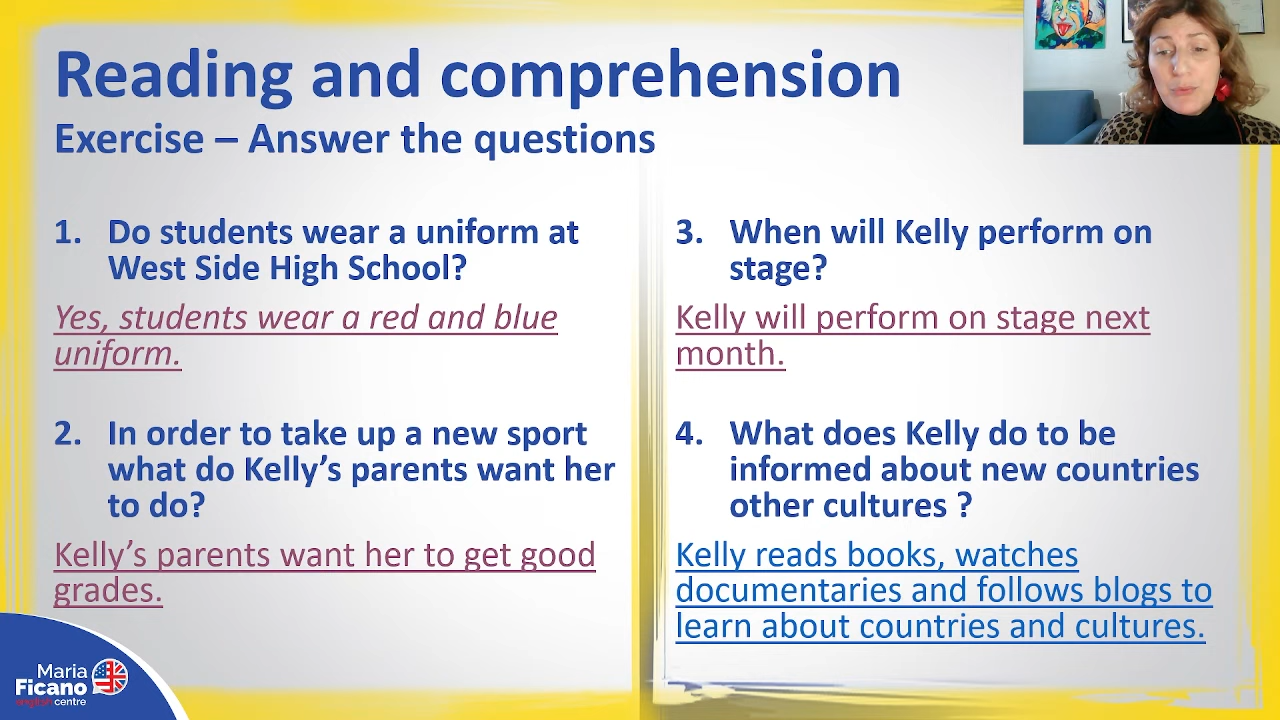 Reading and comprehension
Exercise – Answer the questions
1. Do students wear a uniform at
West Side High School?
Yes, students wear a red and blue
uniform.
2. In order to take up a new sport
what do Kelly's parents want her
to do?
Kelly's parents want her to get good
grades.
3. When will Kelly perform on
stage?
Kelly will perform on stage next
month.
4. What does Kelly do to be
informed about new countries
other cultures ?
Kelly reads books, watches
documentaries and follows blogs to
learn about countries and cultures.
Maria
Ficano
english centre